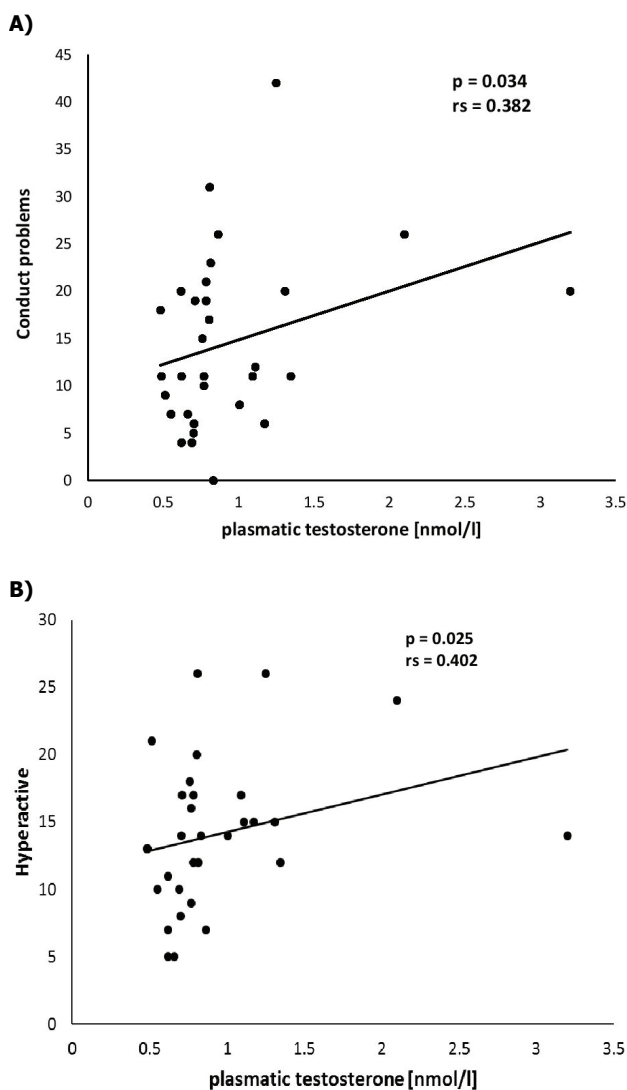 A)
45
40
35
30
25
20
15
10
5
0
p = 0.034
rs = 0.382
Conduct problems
0 0.5 1 1.5 2 2.5 3 3.5
plasmatic testosterone [nmol/l]
B)
30
25
20
15
10
5
0
p = 0.025
rs = 0.402
Hyperactive
0 0.5 1 1.5 2 2.5 3 3.5
plasmatic testosterone [nmol/l]